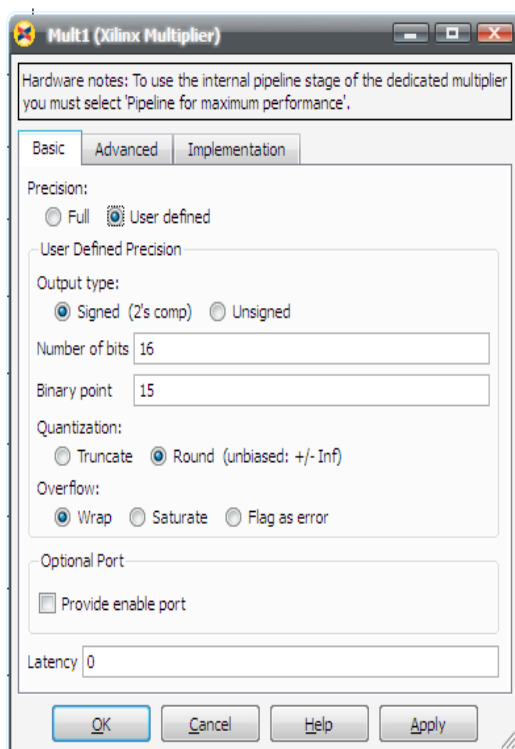 Mult1 (Xilinx Multiplier)
Hardware notes: To use the internal pipeline stage of the dedicated multiplier
you must select 'Pipeline for maximum performance'.
Basic Advanced Implementation
Precision:
Full User defined
User Defined Precision
Output type:
Signed (2's comp) Unsigned
Number of bits 16
Binary point 15
Quantization:
Truncate Round (unbiased: +/- Inf)
Overflow:
Wrap Saturate Flag as error
Optional Port
Provide enable port
Latency 0
OK Cancel Help Apply